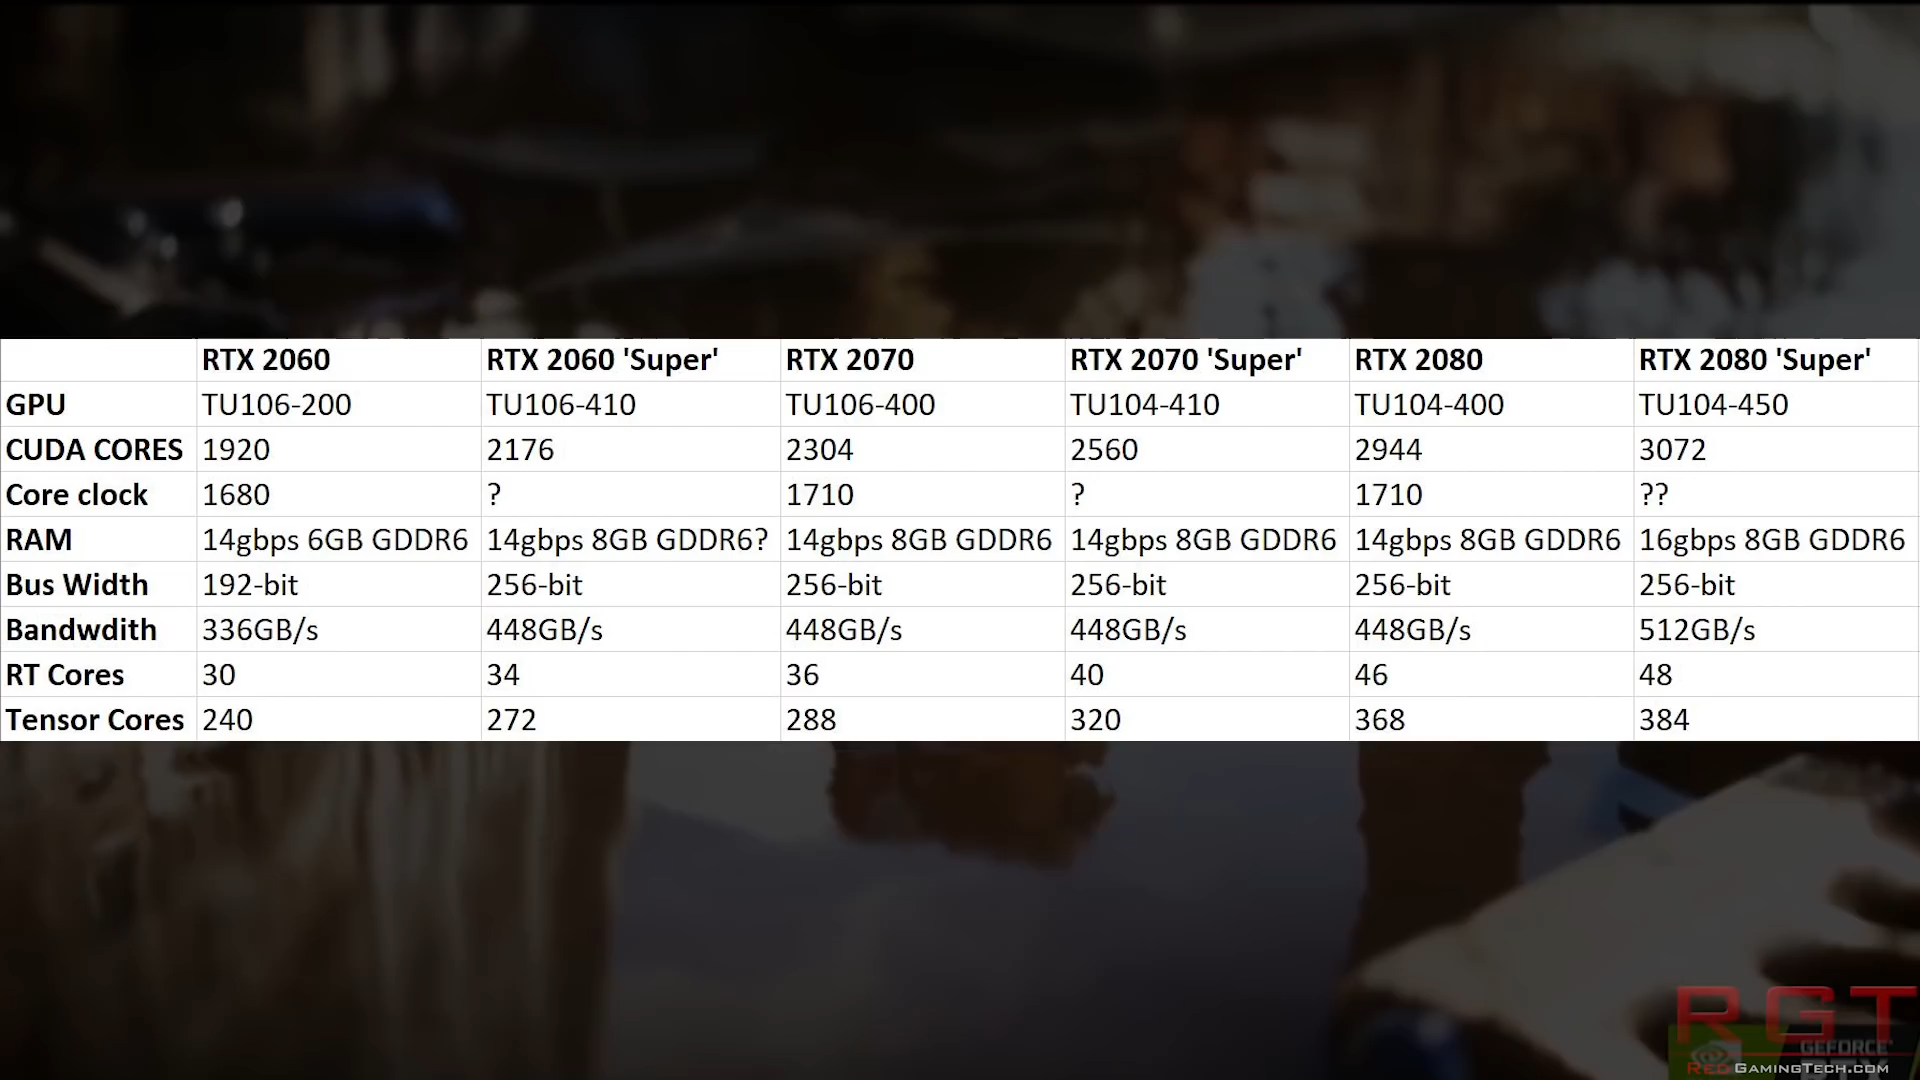 RTX 2060 RTX 2060 'Super' RTX 2070 RTX 2070 'Super' RTX 2080 RTX 2080 'Super'
GPU TU106-200 TU106-410 TU106-400 TU104-410 TU104-400 TU104-450
CUDA CORES 1920 2176 2304 2560 2944 3072
Core clock 1680 ? 1710 ? 1710 ??
RAM 14gbps 6GB GDDR6 14gbps 8GB GDDR6? 14gbps 8GB GDDR6 14gbps 8GB GDDR6 14gbps 8GB GDDR6 16gbps 8GB GDDR6
Bus Width 192-bit 256-bit 256-bit 256-bit 256-bit 256-bit
Bandwdith 336GB/s 448GB/s 448GB/s 448GB/s 448GB/s 512GB/s
RT Cores 30 34 36 40 46 48
Tensor Cores 240 272 288 320 368 384
RGT
GEFORCE
RTX
REDGAMINGTECH.COM